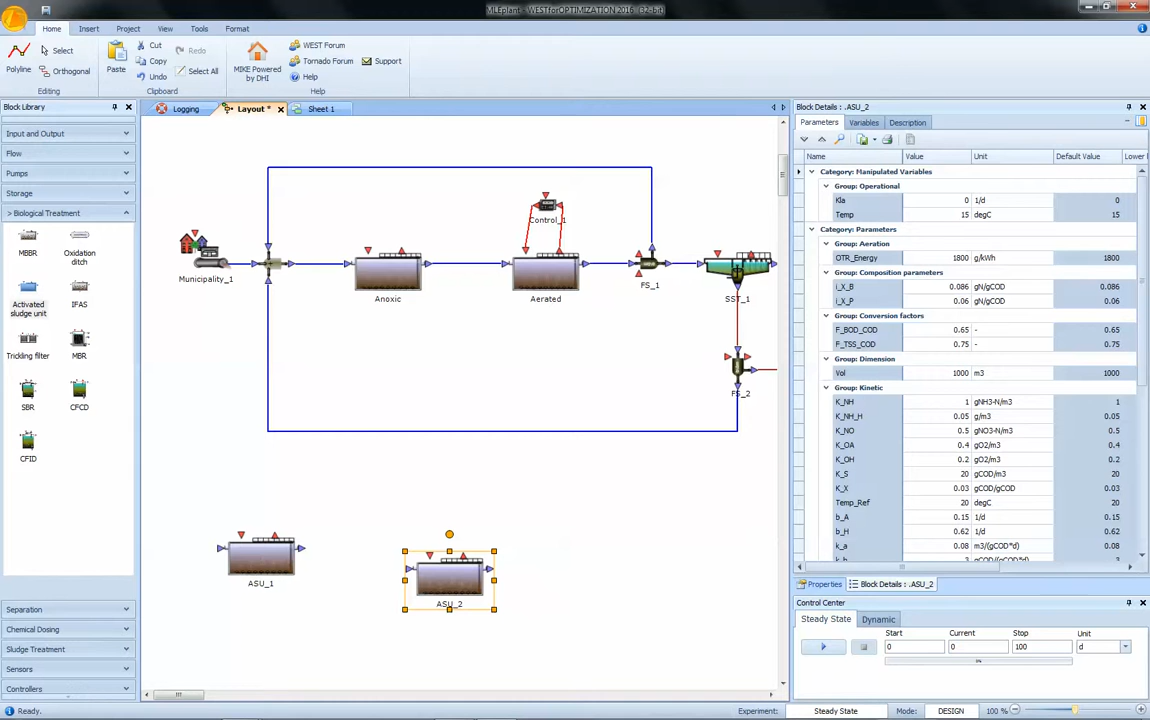 MLEplant - WESTforOPTIMIZATION 2016 (32-bit)
Home Insert Project View Tools Format
Polyline
Select
Orthogonal
Editing
Paste
Cut
Copy
Undo
Redo
Select All
Clipboard
MIKE Powered by DHI
WEST Forum
Tornado Forum
Help
Support
Help
Block Library
Input and Output
Flow
Pumps
Storage
> Biological Treatment
MBBR
Oxidation ditch
Activated sludge unit
IFAS
Trickling filter
MBR
SBR
CFCD
CFID
Separation
Chemical Dosing
Sludge Treatment
Sensors
Controllers
Logging Layout * Sheet 1
Control_1
Municipality_1
Anoxic
Aerated
FS_1
SST_1
FS_2
ASU_1
ASU_2
Block Details : .ASU_2
Parameters Variables Description
Name Value Unit Default Value Lower
Category: Manipulated Variables
Group: Operational
Kla 0 1/d 0
Temp 15 degC 15
Category: Parameters
Group: Aeration
OTR_Energy 1800 g/kWh 1800
Group: Composition parameters
i_X_B 0.086 gN/gCOD 0.086
i_X_P 0.06 gN/gCOD 0.06
Group: Conversion factors
F_BOD_COD 0.65 - 0.65
F_TSS_COD 0.75 - 0.75
Group: Dimension
Vol 1000 m3 1000
Group: Kinetic
K_NH 1 gNH3-N/m3 1
K_NH_H 0.05 g/m3 0.05
K_NO 0.5 gNO3-N/m3 0.5
K_OA 0.4 gO2/m3 0.4
K_OH 0.2 gO2/m3 0.2
K_S 20 gCOD/m3 20
K_X 0.03 gCOD/gCOD 0.03
Temp_Ref 20 degC 20
b_A 0.15 1/d 0.15
b_H 0.62 1/d 0.62
k_a 0.08 m3/(gCOD*d) 0.08
Properties Block Details : .ASU_2
Control Center
Steady State Dynamic
Start Current Stop Unit
0 0 100 d
Ready.
Experiment: Steady State Mode: DESIGN 100 %